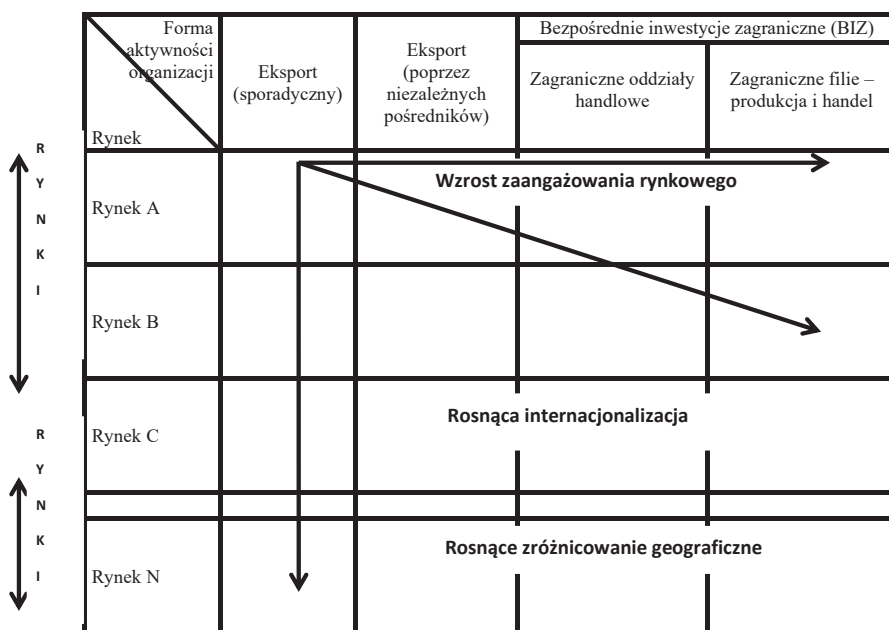 Forma
aktywności
organizacji
Rynek
Eksport
(sporadyczny)
Eksport
(poprzez
niezależnych
pośredników)
Bezpośrednie inwestycje zagraniczne (BIZ)
Zagraniczne oddziały
handlowe
Zagraniczne filie –
produkcja i handel
R
Y
N
K
I
Rynek A
Wzrost zaangażowania rynkowego
Rynek B
R
Y
N
K
I
Rynek C
Rosnąca internacjonalizacja
Rynek N
Rosnące zróżnicowanie geograficzne